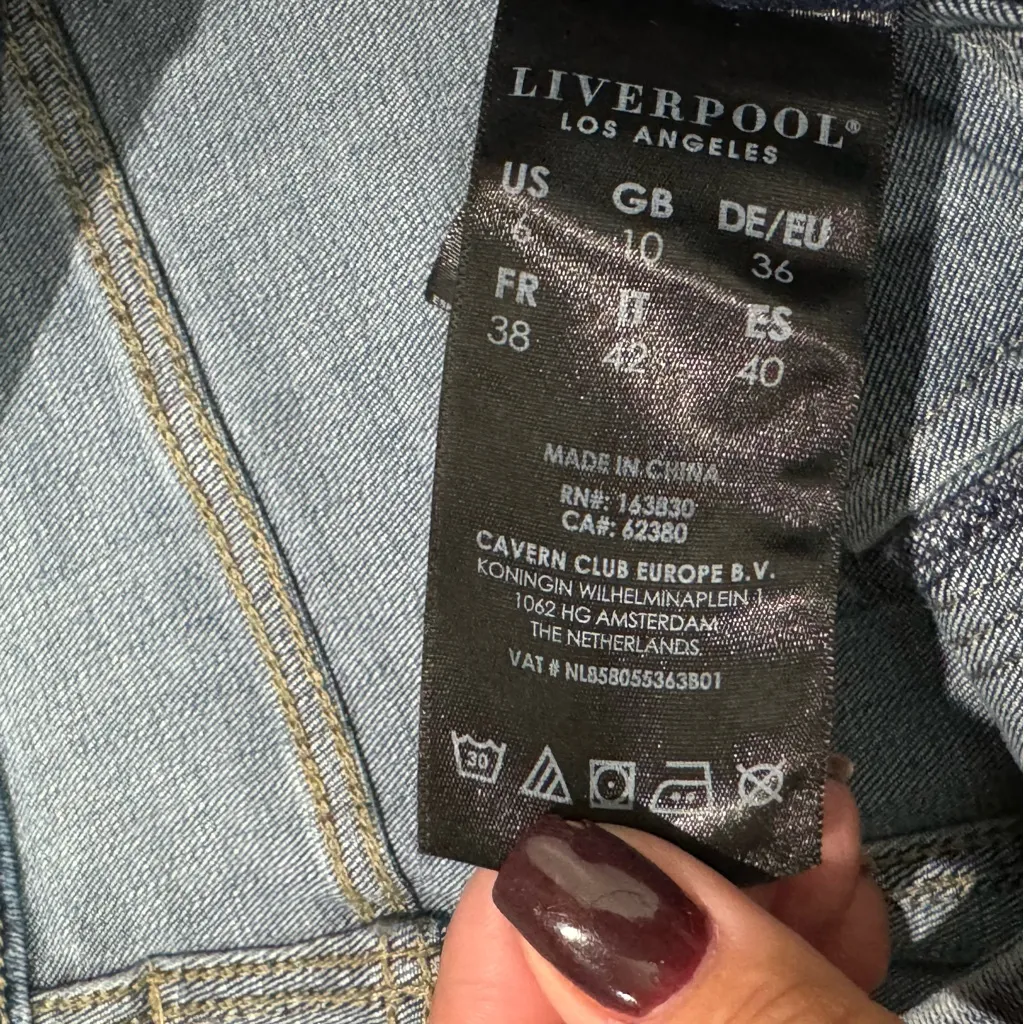 LIVERPOOL®
LOS ANGELES
US GB DE/EU
6 10 36
FR IT ES
38 42 40
MADE IN CHINA
RN#: 163830
CA#: 62380
CAVERN CLUB EUROPE B.V.
KONINGIN WILHELMINAPLEIN 1
1062 HG AMSTERDAM
THE NETHERLANDS
VAT # NL858055363B01
30